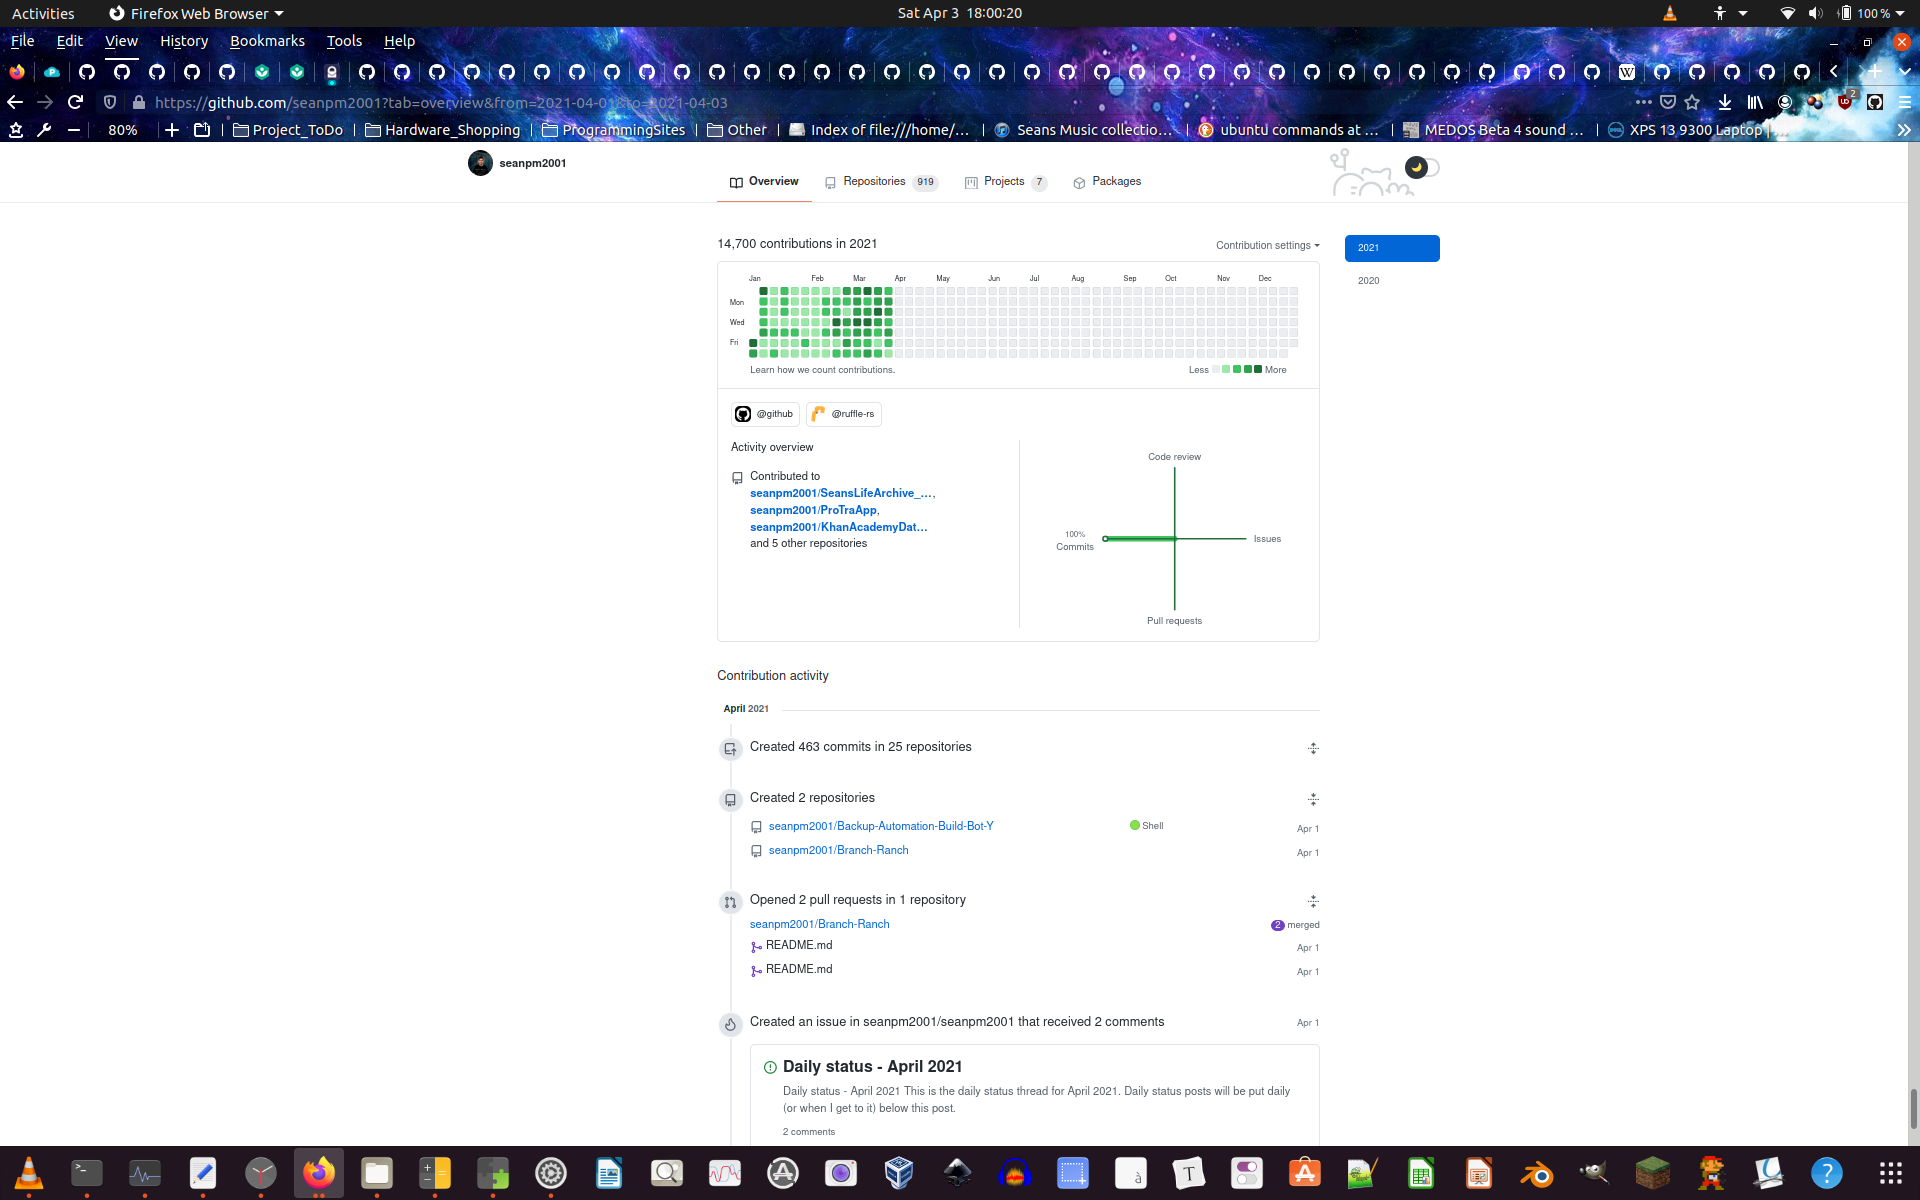 Activities
Firefox Web Browser
Sat Apr 3 18:00:20
100 %
File Edit View History Bookmarks Tools Help
https://github.com/seanpm2001?tab=overview&from=2021-04-01&to=2021-04-03
2
80%
Project_ToDo
Hardware_Shopping
ProgrammingSites
Other
Index of file:///home/...
Seans Music collectio...
ubuntu commands at ...
MEDOS Beta 4 sound ...
XPS 13 9300 Laptop | ...
seanpm2001
Overview
Repositories 919
Projects 7
Packages
14,700 contributions in 2021
Contribution settings
2021
2020
Jan Feb Mar Apr May Jun Jul Aug Sep Oct Nov Dec
Mon
Wed
Fri
Learn how we count contributions.
Less More
@github
@ruffle-rs
Activity overview
Contributed to
seanpm2001/SeansLifeArchive_...,
seanpm2001/ProTraApp,
seanpm2001/KhanAcademyDat...
and 5 other repositories
Code review
100%
Commits
Issues
Pull requests
Contribution activity
April 2021
Created 463 commits in 25 repositories
Created 2 repositories
seanpm2001/Backup-Automation-Build-Bot-Y Shell Apr 1
seanpm2001/Branch-Ranch Apr 1
Opened 2 pull requests in 1 repository
seanpm2001/Branch-Ranch 2 merged
README.md Apr 1
README.md Apr 1
Created an issue in seanpm2001/seanpm2001 that received 2 comments Apr 1
Daily status - April 2021
Daily status - April 2021 This is the daily status thread for April 2021. Daily status posts will be put daily
(or when I get to it) below this post.
2 comments